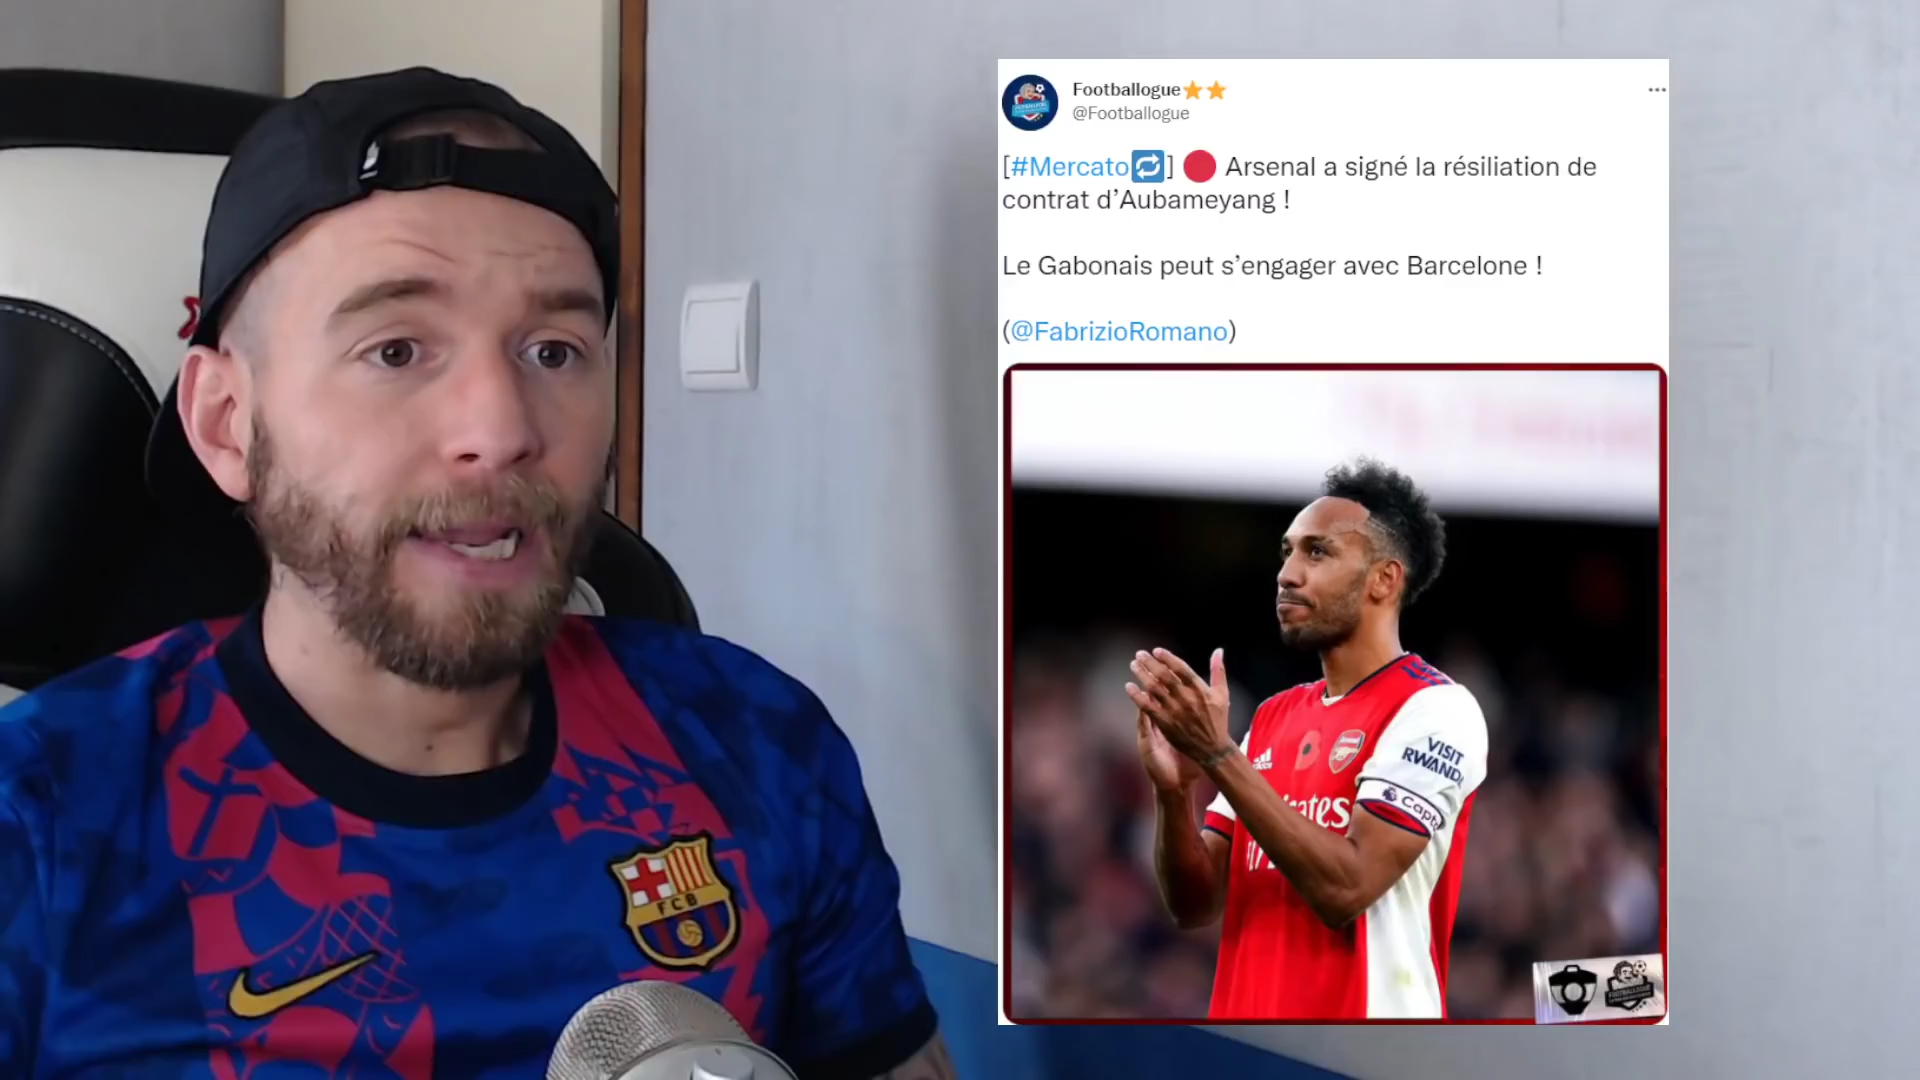 Footballogue⭐⭐
@Footballogue
[#Mercato🔁] 🔴 Arsenal a signé la résiliation de
contrat d’Aubameyang !
Le Gabonais peut s’engager avec Barcelone !
(@FabrizioRomano)
VISIT
RWANDA
adidas
FCB